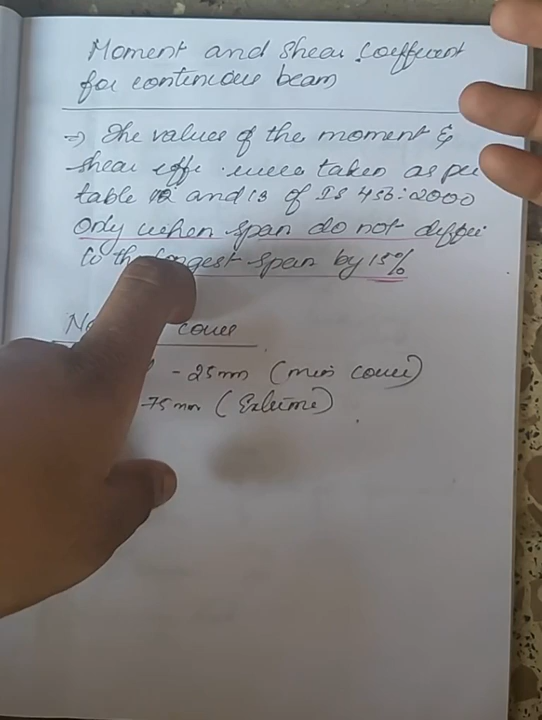 Moment and shear coefficient
for continuous beam
→ The values of the moment &
shear were taken as per
table 12 and 13 of IS 456:2000
Only when span do not differ
to the longest span by 15%
cover
- 25mm (min cover)
75mm (Extreme)